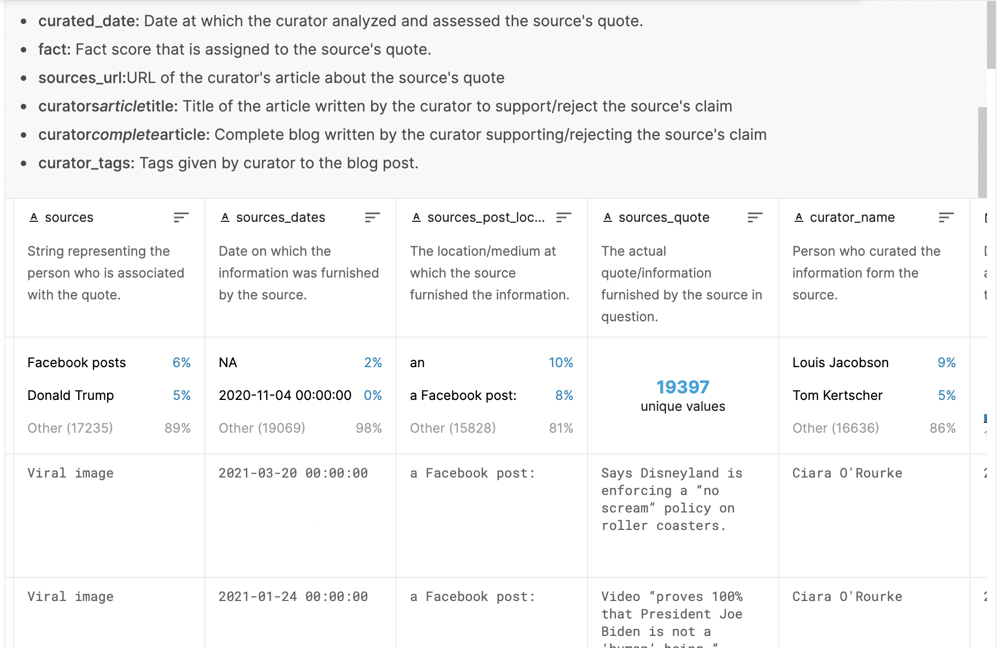 curated_date: Date at which the curator analyzed and assessed the source's quote.
fact: Fact score that is assigned to the source's quote.
sources_url:URL of the curator's article about the source's quote
curatorsarticletitle: Title of the article written by the curator to support/reject the source's claim
curatorcompletearticle: Complete blog written by the curator supporting/rejecting the source's claim
curator_tags: Tags given by curator to the blog post.
A sources
A sources_dates
A sources_post_loc...
A sources_quote
A curator_name
String representing the
person who is associated
with the quote.
Date on which the
information was furnished
by the source.
The location/medium at
which the source
furnished the information.
The actual
quote/information
furnished by the source in
question.
Person who curated the
information form the
source.
Facebook posts 6%
Donald Trump 5%
Other (17235) 89%
NA 2%
2020-11-04 00:00:00 0%
Other (19069) 98%
an 10%
a Facebook post: 8%
Other (15828) 81%
19397
unique values
Louis Jacobson 9%
Tom Kertscher 5%
Other (16636) 86%
Viral image
2021-03-20 00:00:00
a Facebook post:
Says Disneyland is
enforcing a “no
scream” policy on
roller coasters.
Ciara O'Rourke
Viral image
2021-01-24 00:00:00
a Facebook post:
Video “proves 100%
that President Joe
Biden is not a
‘human’ being.”
Ciara O'Rourke